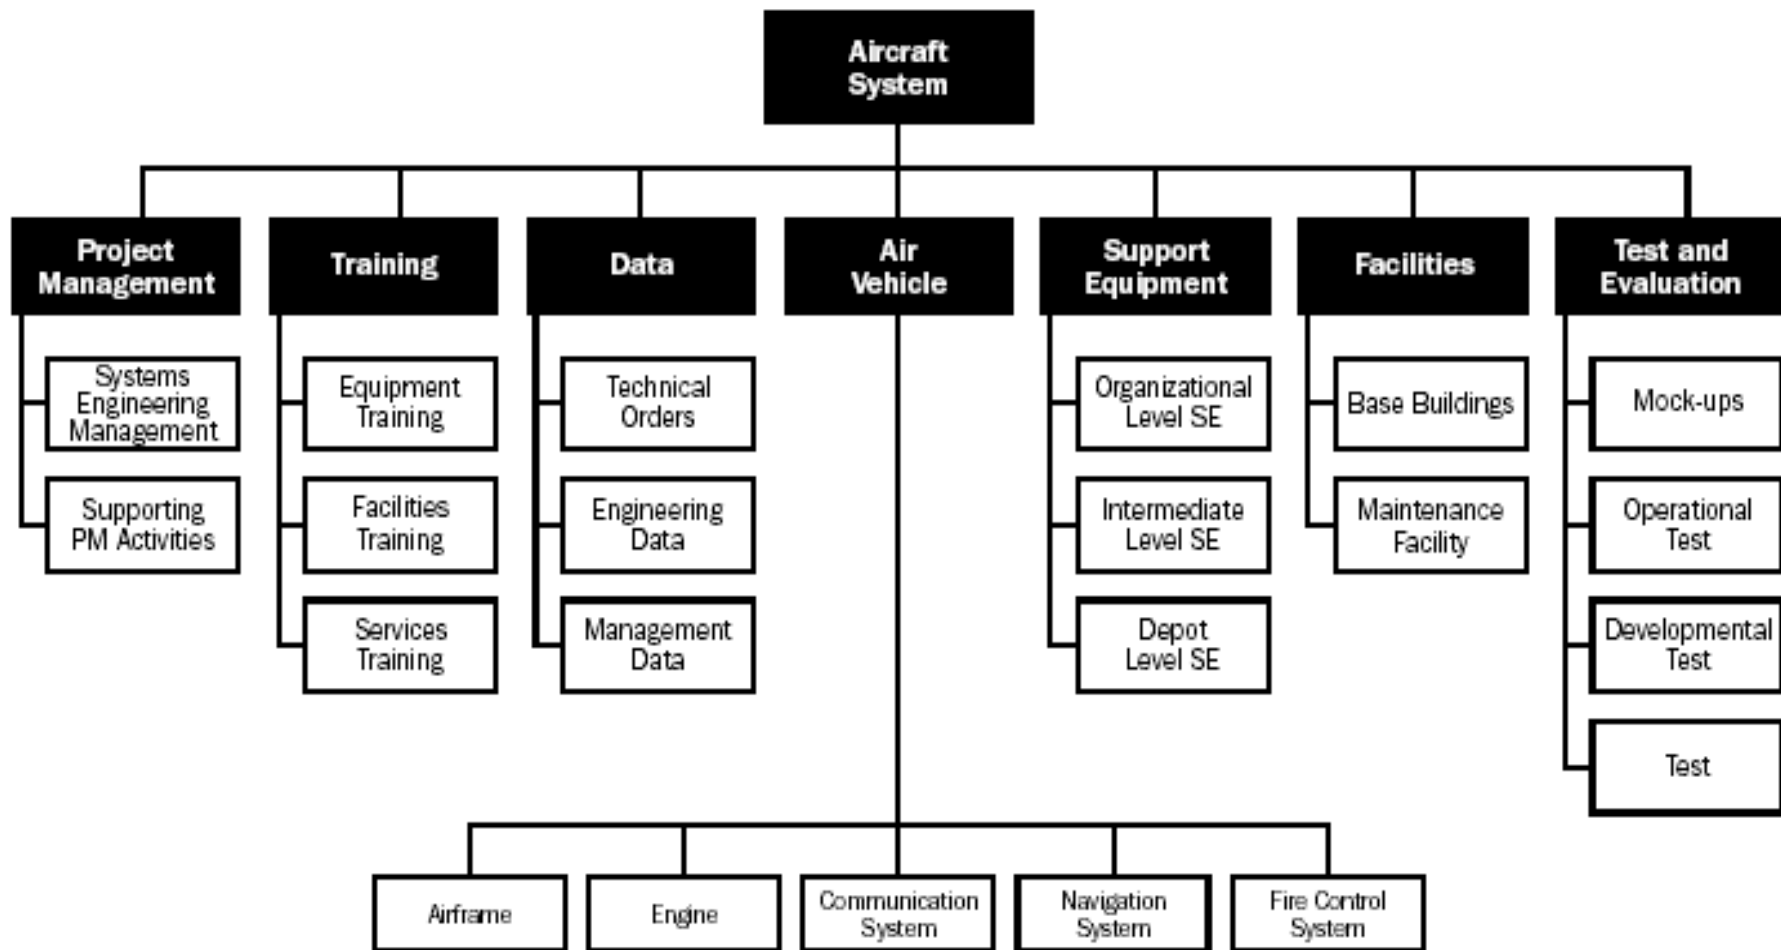 Aircraft
System
Project
Management
Training
Data
Air
Vehicle
Support
Equipment
Facilities
Test and
Evaluation
Systems
Engineering
Management
Equipment
Training
Technical
Orders
Organizational
Level SE
Base Buildings
Mock-ups
Supporting
PM Activities
Facilities
Training
Engineering
Data
Intermediate
Level SE
Maintenance
Facility
Operational
Test
Services
Training
Management
Data
Depot
Level SE
Developmental
Test
Test
Airframe
Engine
Communication
System
Navigation
System
Fire Control
System